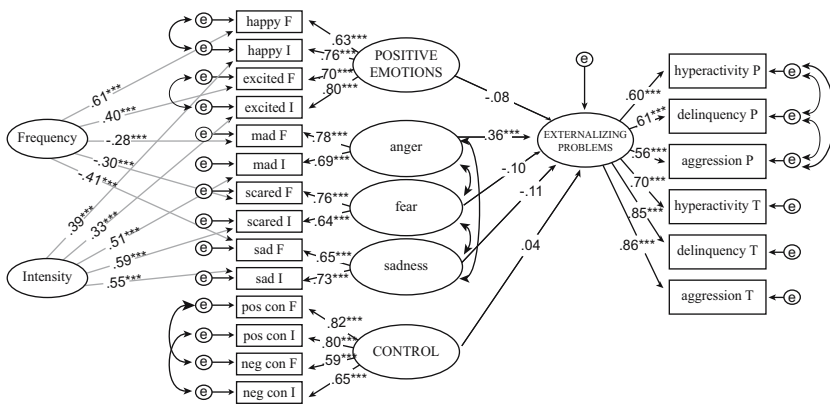 e
happy F
e
happy I
e
excited F
e
excited I
e
mad F
e
mad I
e
scared F
e
scared I
e
sad F
e
sad I
e
pos con F
e
pos con I
e
neg con F
e
neg con I
Frequency
Intensity
.61***
.40***
-.28***
-.30***
-.41***
.39***
.33***
.51***
.59***
.55***
.63***
.76***
.70***
.80***
.78***
.69***
.76***
.64***
.65***
.73***
.82***
.80***
.59***
.65***
POSITIVE
EMOTIONS
anger
fear
sadness
CONTROL
-.08
.36***
-.10
-.11
.04
e
EXTERNALIZING
PROBLEMS
.60***
.61***
.56***
.70***
.85***
.86***
hyperactivity P
e
delinquency P
e
aggression P
e
hyperactivity T
e
delinquency T
e
aggression T
e